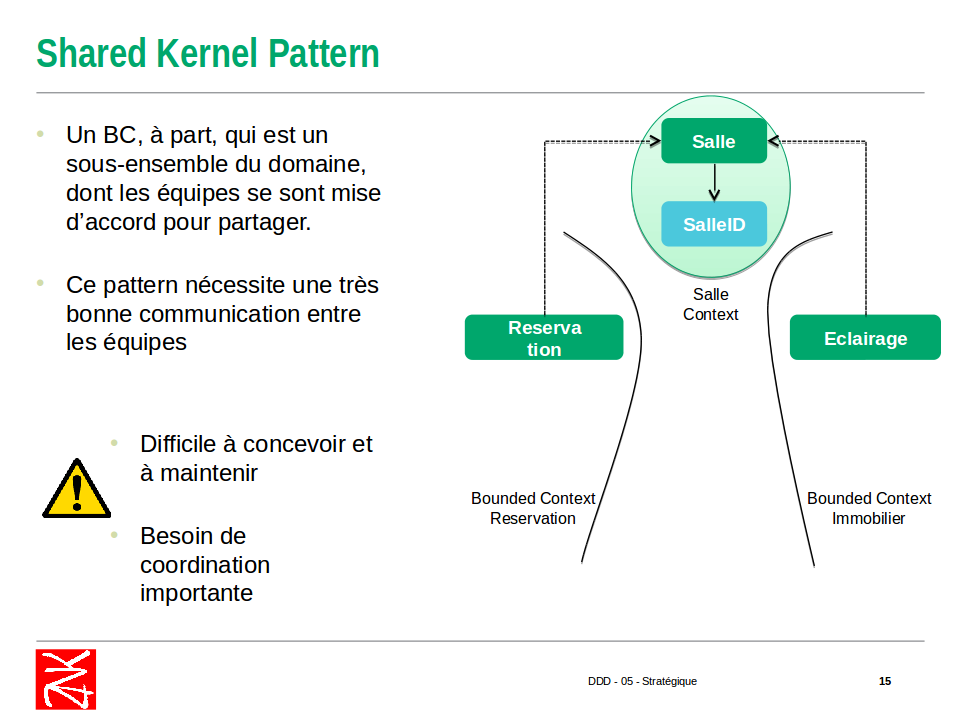 Shared Kernel Pattern
Un BC, à part, qui est un
sous-ensemble du domaine,
dont les équipes se sont mise
d’accord pour partager.
Ce pattern nécessite une très
bonne communication entre
les équipes
Difficile à concevoir et
à maintenir
Besoin de
coordination
importante
Salle
SalleID
Salle
Context
Reserva
tion
Eclairage
Bounded Context
Reservation
Bounded Context
Immobilier
DDD - 05 - Stratégique
15